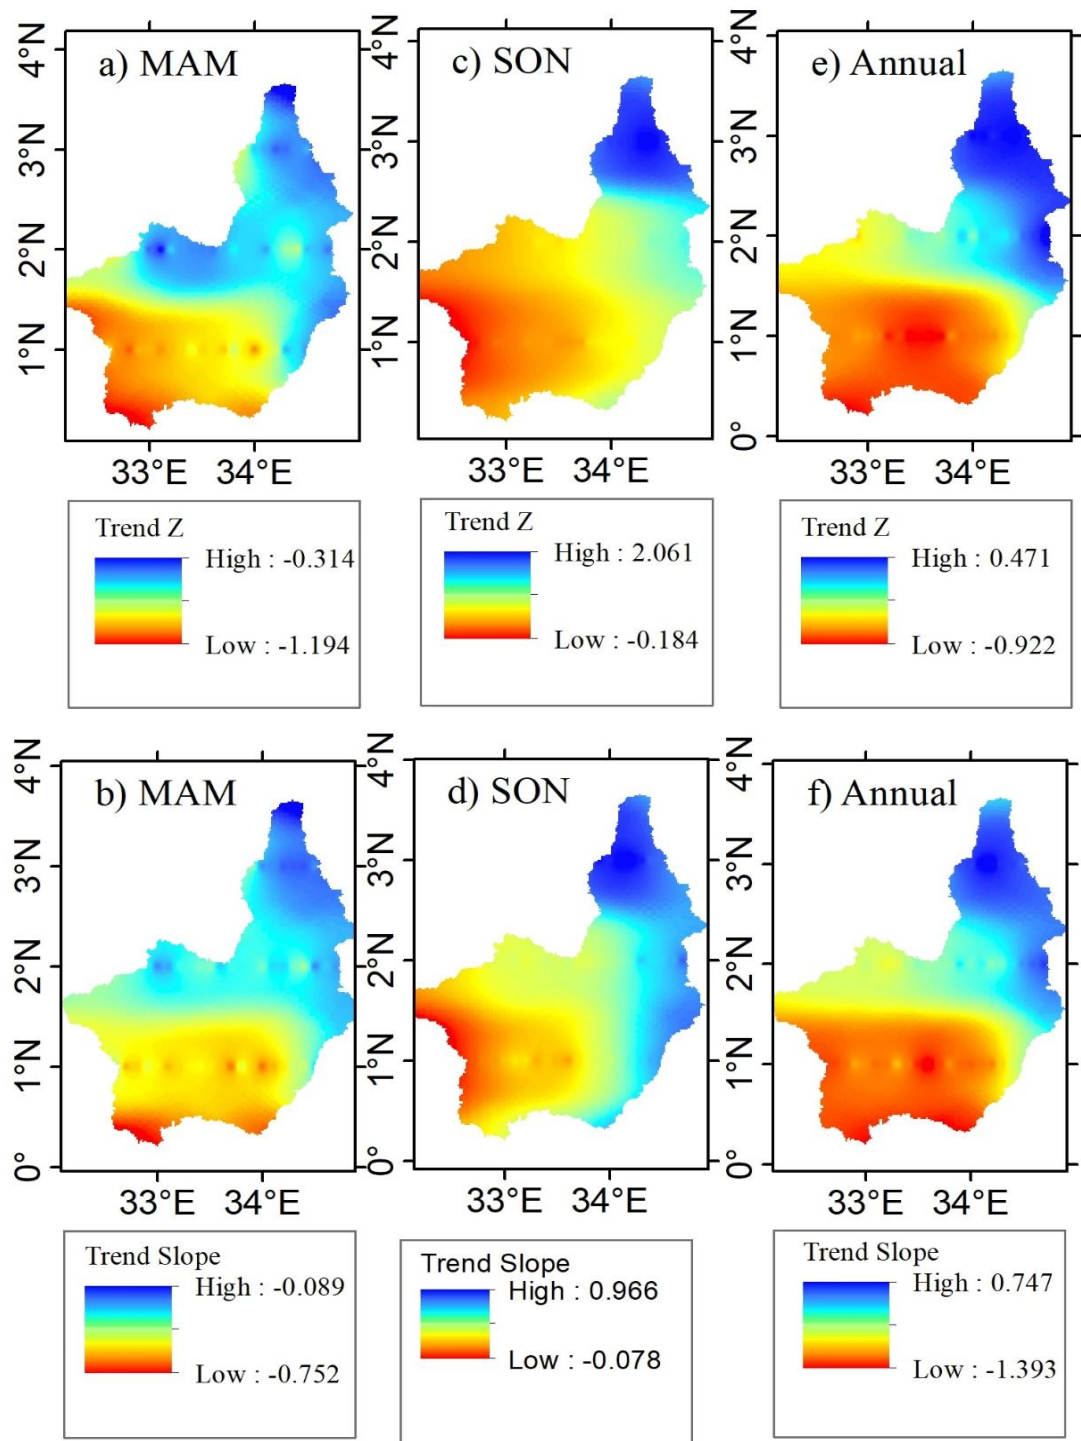 a) MAM
4°N
3°N
2°N
1°N
33°E 34°E
Trend Z
High : -0.314
Low : -1.194
c) SON
4°N
3°N
2°N
1°N
33°E 34°E
Trend Z
High : 2.061
Low : -0.184
e) Annual
4°N
3°N
2°N
1°N
0°
33°E 34°E
Trend Z
High : 0.471
Low : -0.922
b) MAM
4°N
3°N
2°N
1°N
0°
33°E 34°E
Trend Slope
High : -0.089
Low : -0.752
d) SON
4°N
3°N
2°N
1°N
0°
33°E 34°E
Trend Slope
High : 0.966
Low : -0.078
f) Annual
4°N
3°N
2°N
1°N
0°
33°E 34°E
Trend Slope
High : 0.747
Low : -1.393